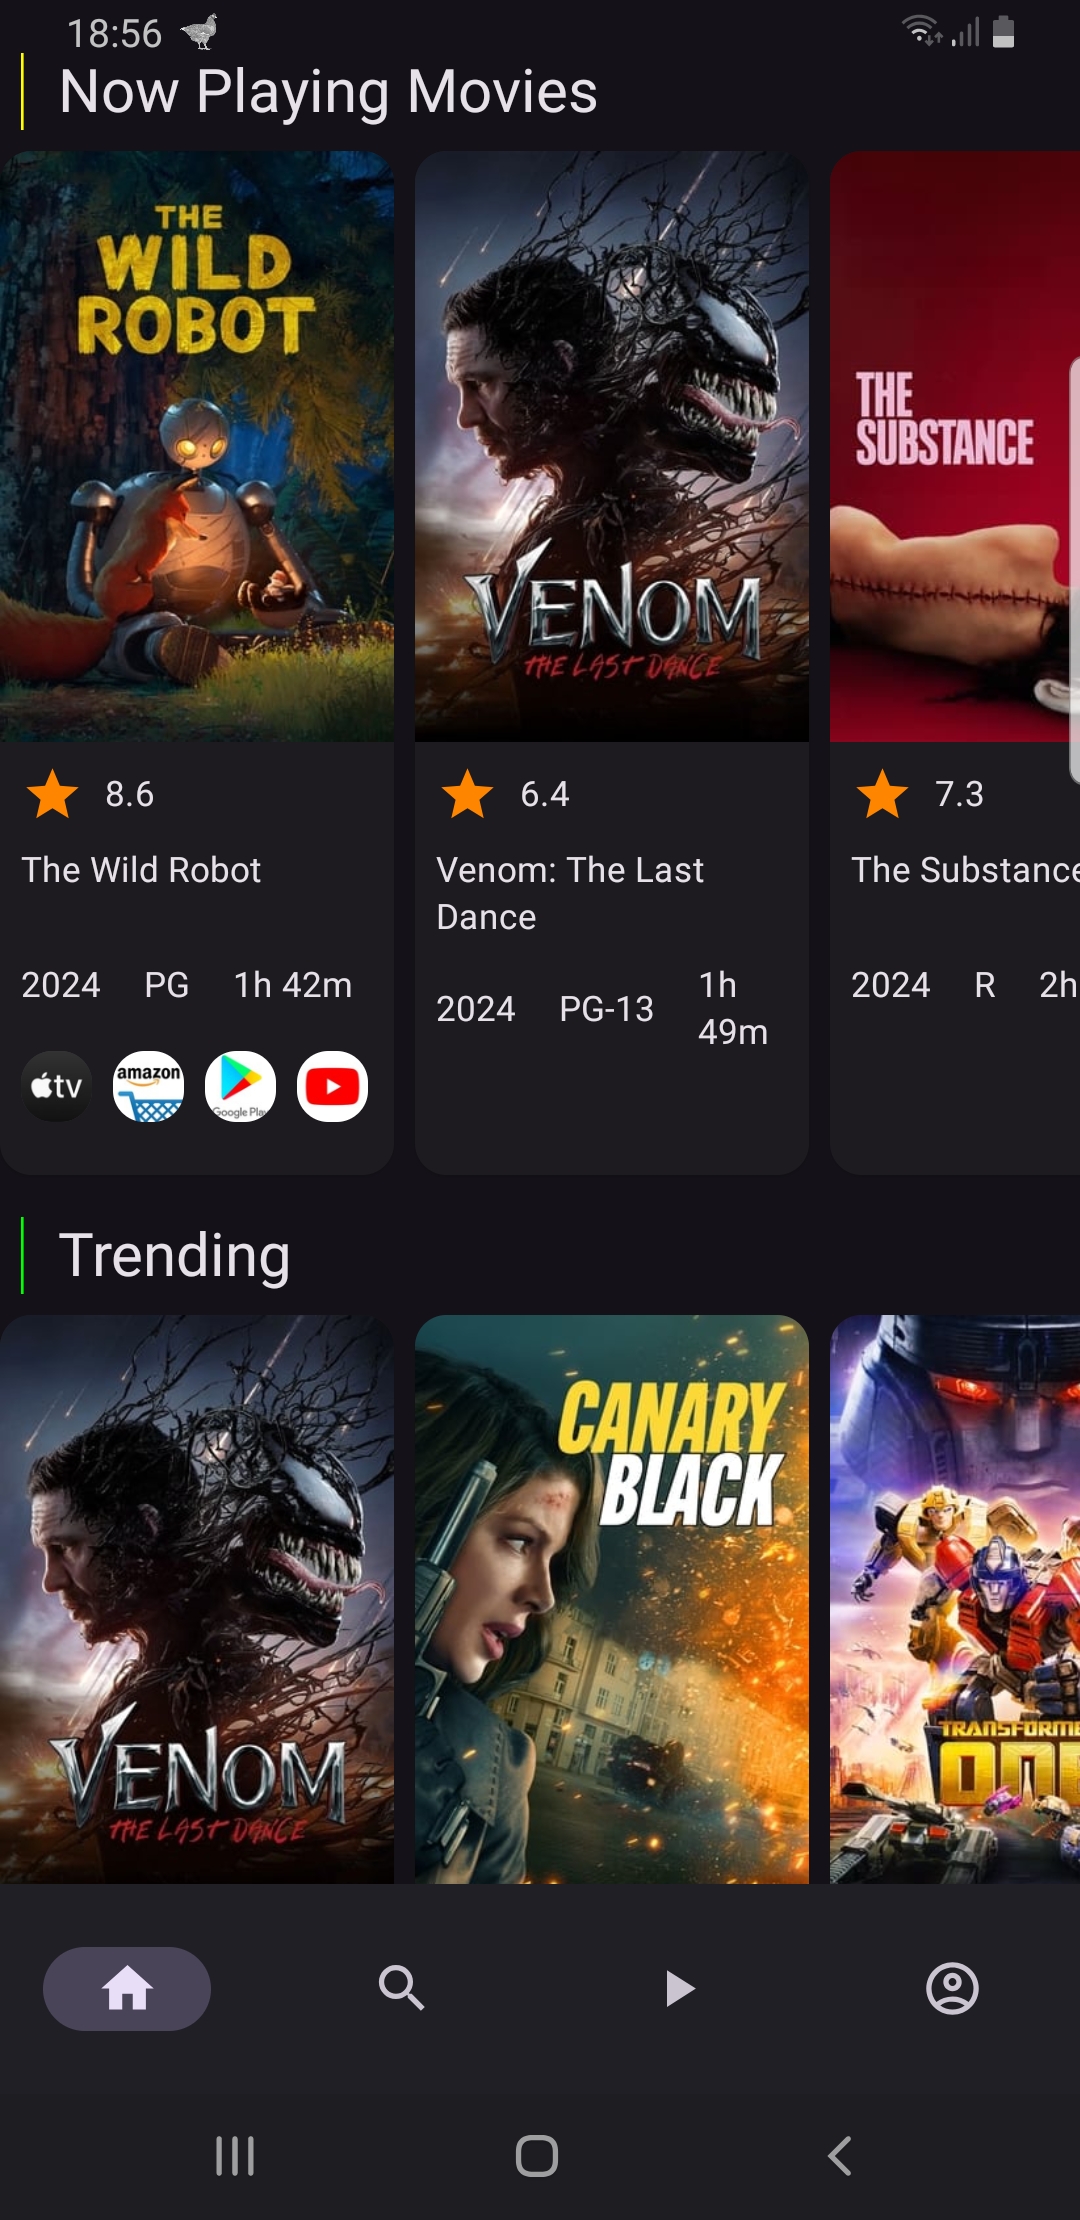 18:56
Now Playing Movies
THE
WILD
ROBOT
VENOM
THE LAST DANCE
THE
SUBSTANCE
8.6
6.4
7.3
The Wild Robot
Venom: The Last
Dance
The Substance
2024 PG 1h 42m
2024 PG-13 1h
49m
2024 R 2h
tv
amazon
Google Play
Trending
VENOM
THE LAST DANCE
CANARY
BLACK
TRANSFORME
ONE